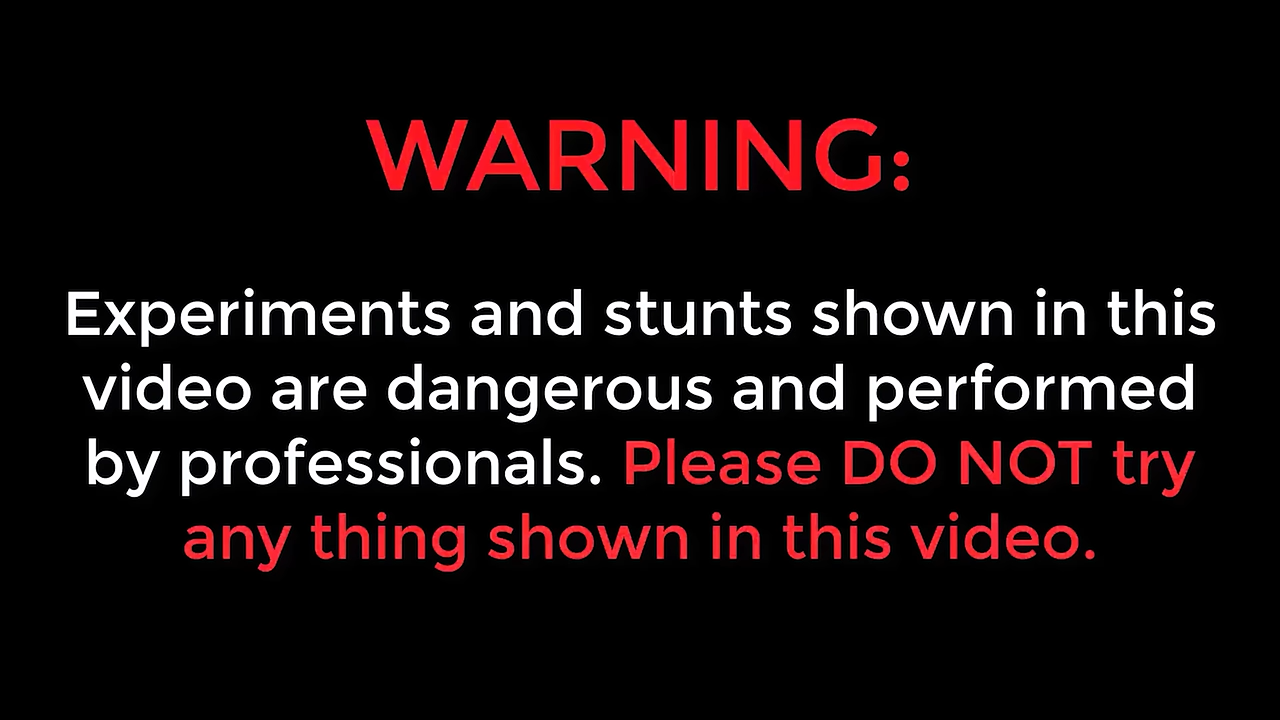 WARNING:
Experiments and stunts shown in this
video are dangerous and performed
by professionals. Please DO NOT try
any thing shown in this video.